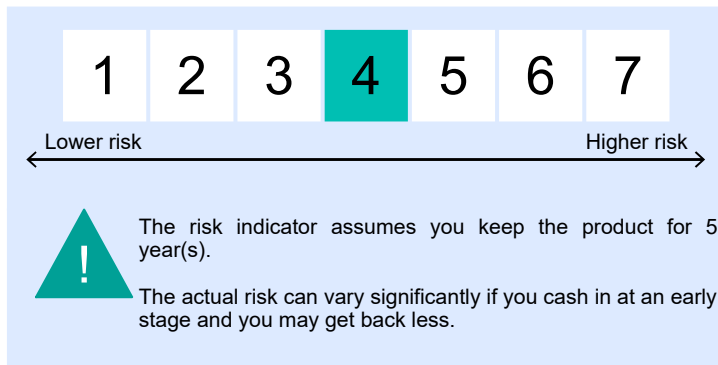 1 2 3 4 5 6 7
Lower risk Higher risk
!
The risk indicator assumes you keep the product for 5
year(s).
The actual risk can vary significantly if you cash in at an early
stage and you may get back less.